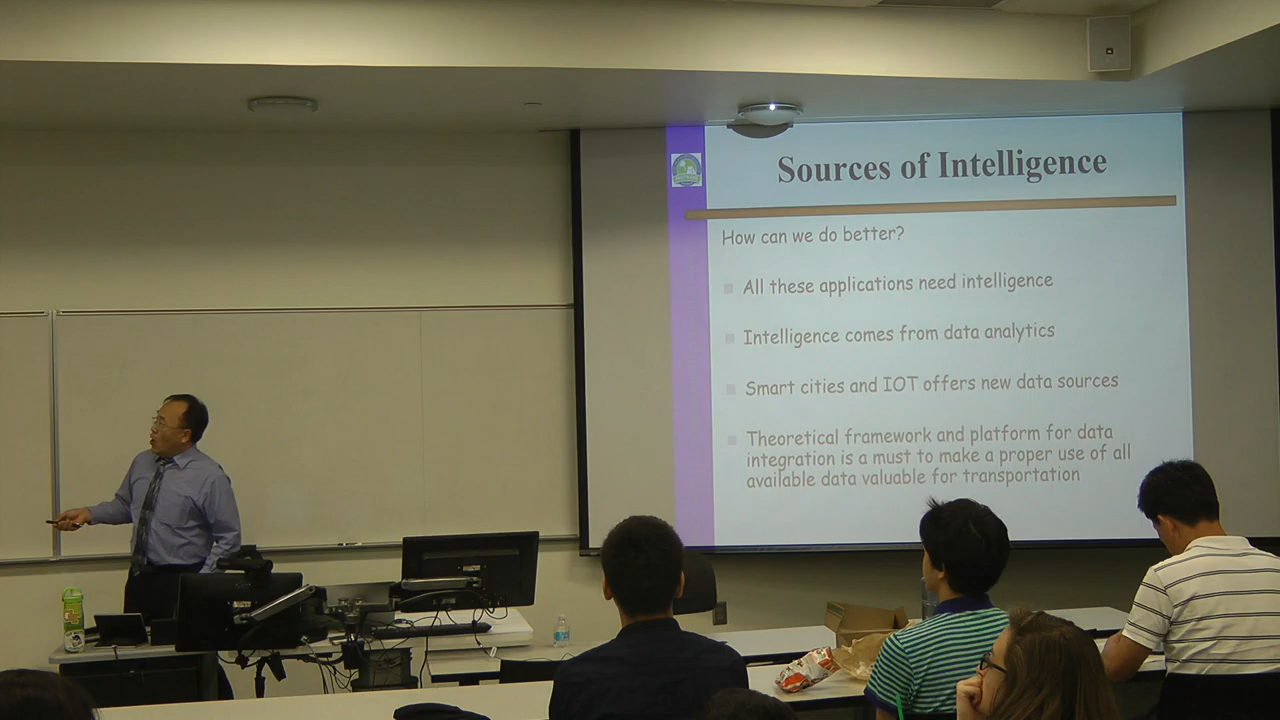 Sources of Intelligence
How can we do better?
All these applications need intelligence
Intelligence comes from data analytics
Smart cities and IOT offers new data sources
Theoretical framework and platform for data
integration is a must to make a proper use of all
available data valuable for transportation